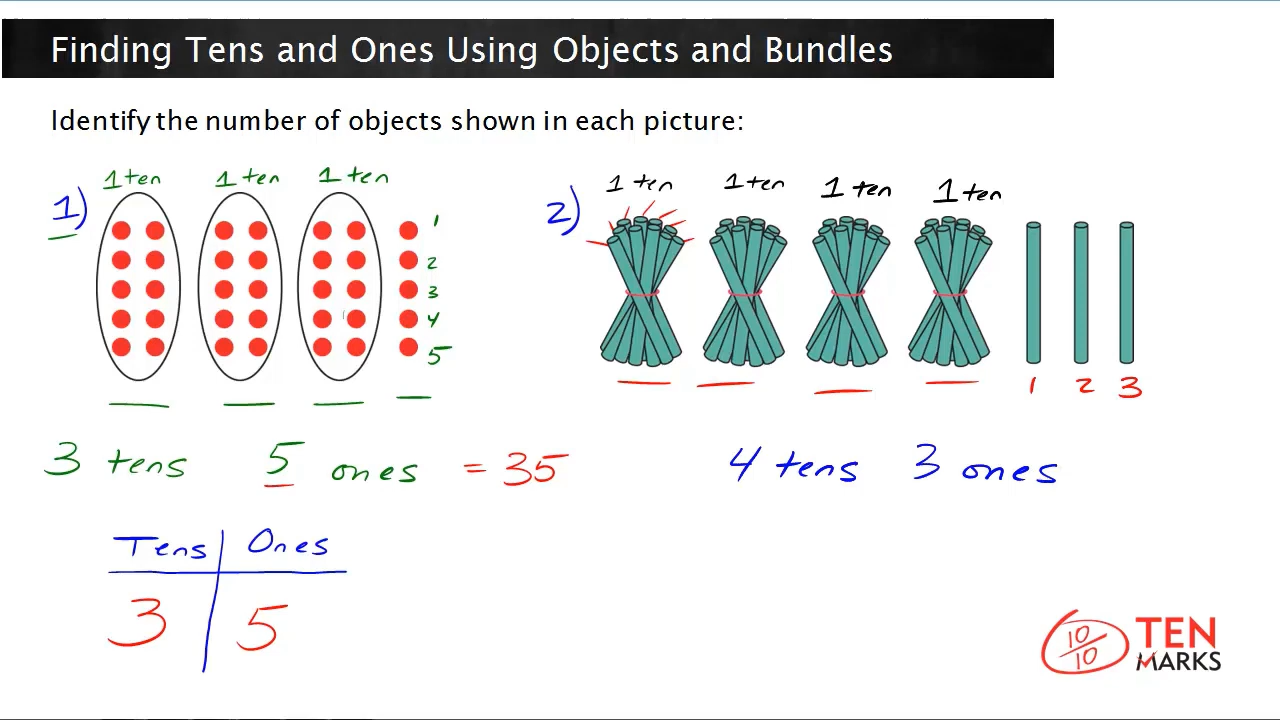 Finding Tens and Ones Using Objects and Bundles
Identify the number of objects shown in each picture:
1) 1 ten 1 ten 1 ten
1
2
3
4
5
3 tens 5 ones = 35
Tens Ones
3 5
2) 1 ten 1 ten 1 ten 1 ten
1 2 3
4 tens 3 ones
10/10 TEN
MARKS